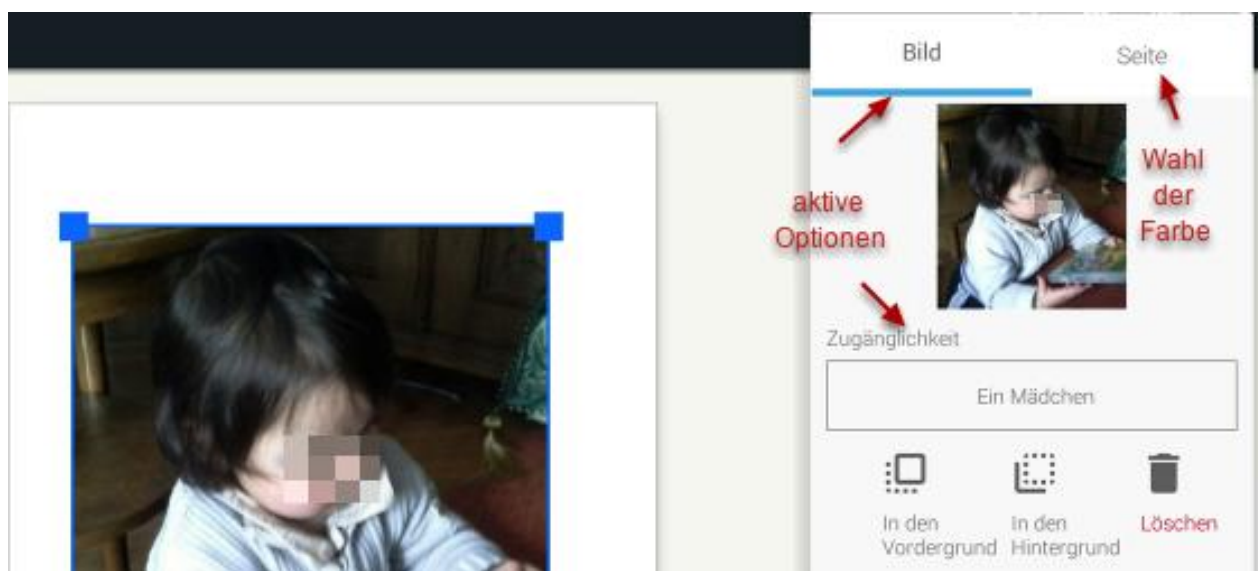 Bild
Seite
aktive
Optionen
Wahl
der
Farbe
Zugänglichkeit
Ein Mädchen
In den
Vordergrund
In den
Hintergrund
Löschen